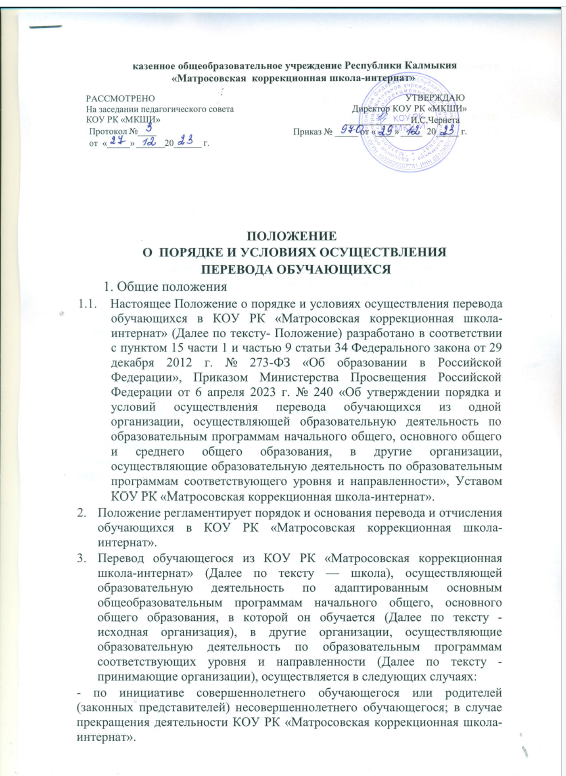 казенное общеобразовательное учреждение Республики Калмыкия
«Матросовская коррекционная школа-интернат»
РАССМОТРЕНО
На заседании педагогического совета
КОУ РК «МКШИ»
Протокол № 3
от «27» 12 2023 г.
УТВЕРЖДАЮ
Директор КОУ РК «МКШИ»
И.С.Чернета
Приказ № от « 29 » 12 20 23 г.
ПОЛОЖЕНИЕ
О ПОРЯДКЕ И УСЛОВИЯХ ОСУЩЕСТВЛЕНИЯ
ПЕРЕВОДА ОБУЧАЮЩИХСЯ
1. Общие положения
1.1. Настоящее Положение о порядке и условиях осуществления перевода
обучающихся в КОУ РК «Матросовская коррекционная школа-
интернат» (Далее по тексту- Положение) разработано в соответствии
с пунктом 15 части 1 и частью 9 статьи 34 Федерального закона от 29
декабря 2012 г. № 273-ФЗ «Об образовании в Российской
Федерации», Приказом Министерства Просвещения Российской
Федерации от 6 апреля 2023 г. № 240 «Об утверждении порядка и
условий осуществления перевода обучающихся из одной
организации, осуществляющей образовательную деятельность по
образовательным программам начального общего, основного общего
и среднего общего образования, в другие организации,
осуществляющие образовательную деятельность по образовательным
программам соответствующего уровня и направленности», Уставом
КОУ РК «Матросовская коррекционная школа-интернат».
2. Положение регламентирует порядок и основания перевода и отчисления
обучающихся в КОУ РК «Матросовская коррекционная школа-
интернат».
3. Перевод обучающегося из КОУ РК «Матросовская коррекционная
школа-интернат» (Далее по тексту — школа), осуществляющей
образовательную деятельность по адаптированным основным
общеобразовательным программам начального общего, основного
общего образования, в которой он обучается (Далее по тексту -
исходная организация), в другие организации, осуществляющие
образовательную деятельность по образовательным программам
соответствующих уровня и направленности (Далее по тексту -
принимающие организации), осуществляется в следующих случаях:
- по инициативе совершеннолетнего обучающегося или родителей
(законных представителей) несовершеннолетнего обучающегося; в случае
прекращения деятельности КОУ РК «Матросовская коррекционная школа-
интернат».